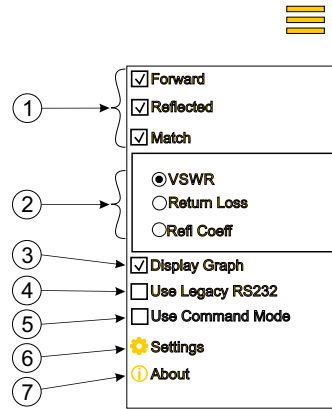 1
Forward
Reflected
Match
2
VSWR
Return Loss
Refl Coeff
3
Display Graph
4
Use Legacy RS232
5
Use Command Mode
6
Settings
7
About